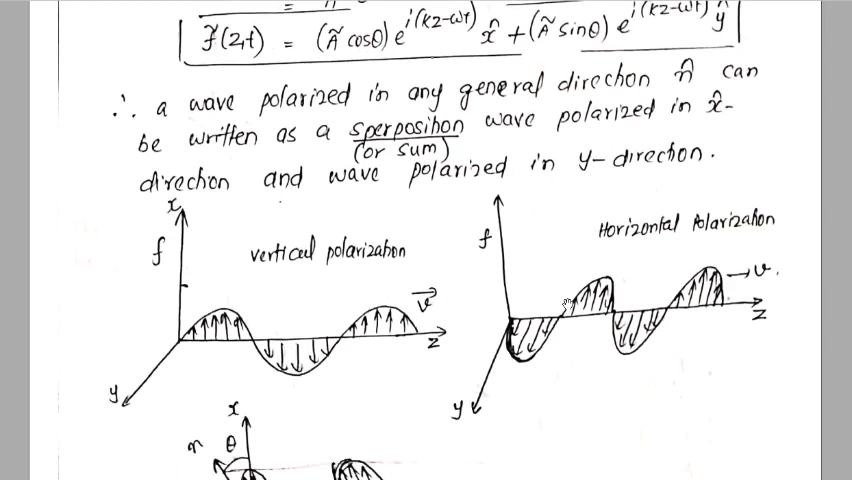 f̃(z,t) = (Ã cosθ) e^i(kz-ωt) x̂ + (Ã sinθ) e^i(kz-ωt) ŷ
∴ a wave polarized in any general direction n̂ can
be written as a sperposition wave polarized in x̂-
(or sum)
direction and wave polarized in y-direction.
x
f
vertical polarization
v
z
y
f
Horizontal Polarization
v.
z
y
x
n
θ